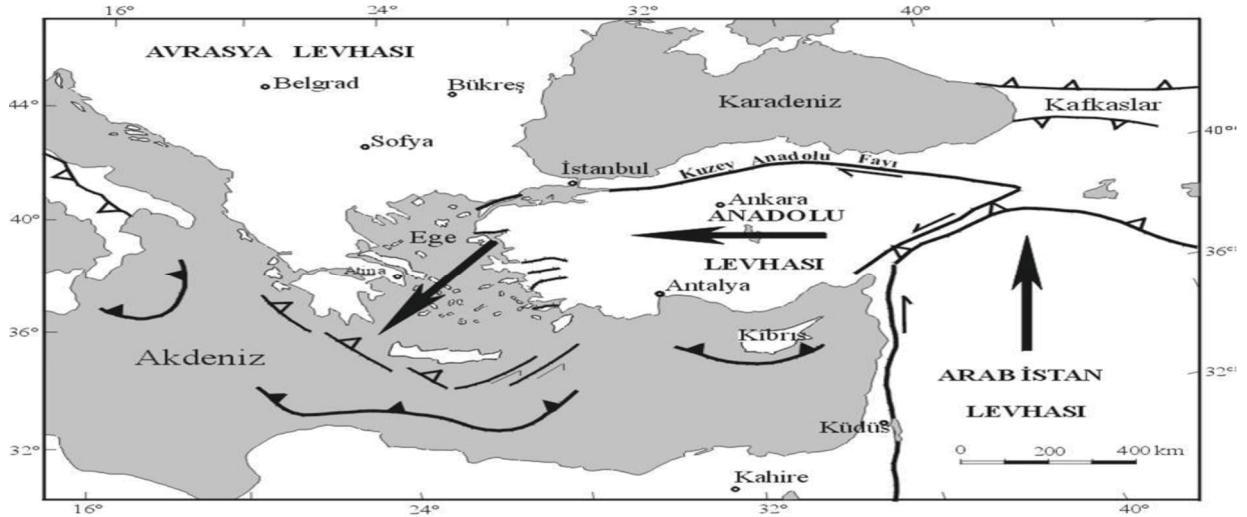 16° 24° 32° 40°
AVRASYA LEVHASI
Belgrad
Bükreş
Karadeniz
Kafkaslar
44°
40°
Sofya
İstanbul
Kuzey Anadolu Fayı
Ankara
ANADOLU
LEVHASI
40°
Ege
36°
Atina
Antalya
36°
Akdeniz
Kıbrıs
ARAB İSTAN
LEVHASI
32°
Küdüs
0 200 400 km
32°
Kahire
16° 24° 32° 40°